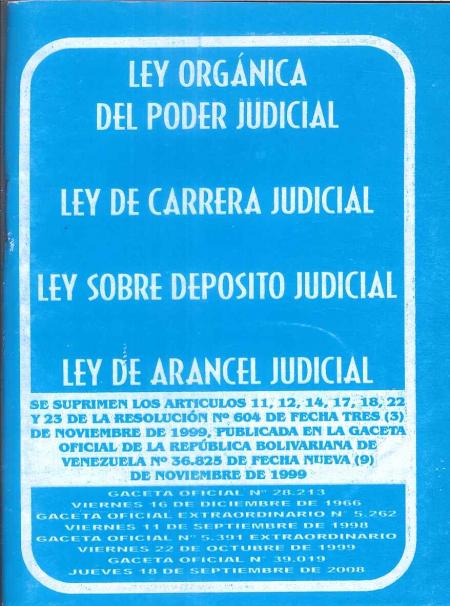 LEY ORGÁNICA
DEL PODER JUDICIAL
LEY DE CARRERA JUDICIAL
LEY SOBRE DEPOSITO JUDICIAL
LEY DE ARANCEL JUDICIAL
SE SUPRIMEN LOS ARTICULOS 11, 12, 14, 17, 18, 22
Y 23 DE LA RESOLUCIÓN Nº 604 DE FECHA TRES (3)
DE NOVIEMBRE DE 1999, PUBLICADA EN LA GACETA
OFICIAL DE LA REPÚBLICA BOLIVARIANA DE
VENEZUELA Nº 36.825 DE FECHA NUEVA (9)
DE NOVIEMBRE DE 1999
GACETA OFICIAL Nº 28.213
VIERNES 16 DE DICIEMBRE DE 1966
GACETA OFICIAL EXTRAORDINARIO Nº 5.262
VIERNES 11 DE SEPTIEMBRE DE 1998
GACETA OFICIAL Nº 5.391 EXTRAORDINARIO
VIERNES 22 DE OCTUBRE DE 1999
GACETA OFICIAL Nº 39.019
JUEVES 18 DE SEPTIEMBRE DE 2008